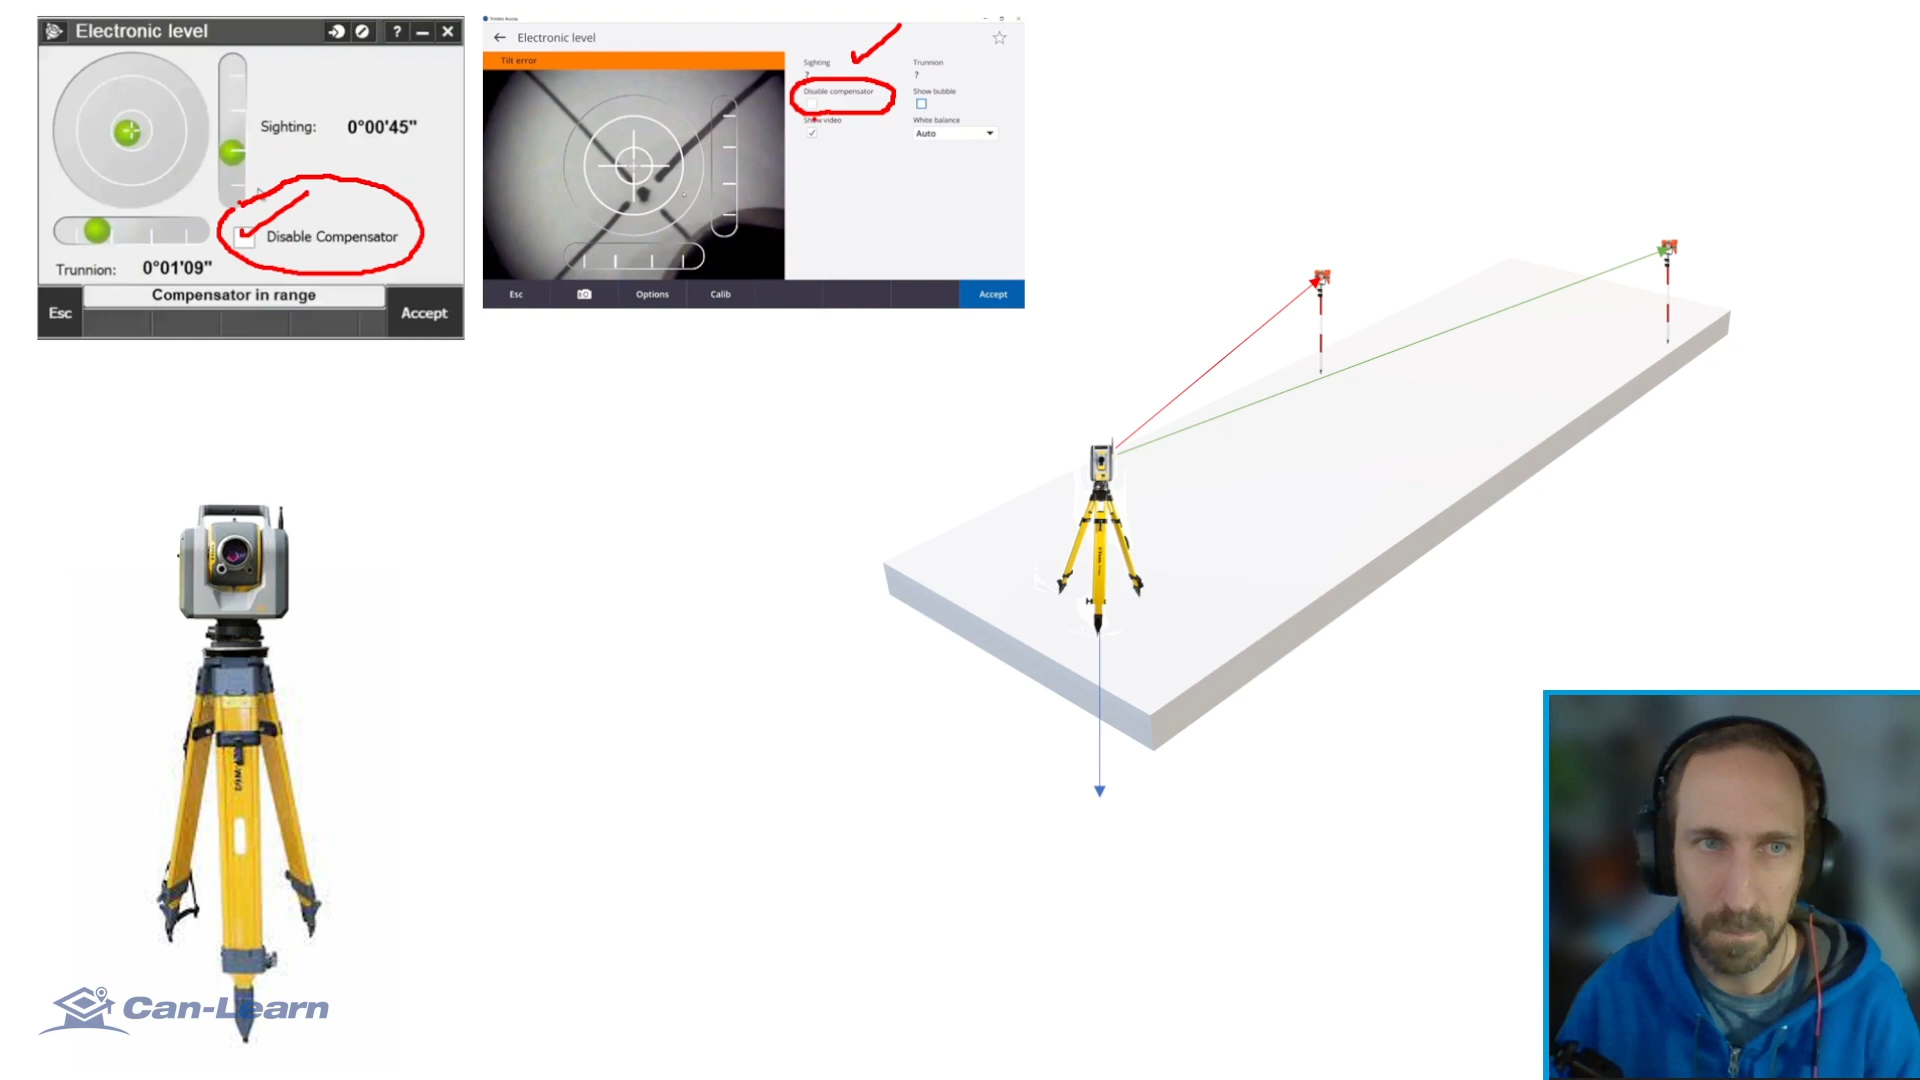 Electronic level
Sighting: 0°00'45"
Disable Compensator
Trunnion: 0°01'09"
Compensator in range
Esc
Accept
Trimble Access
Electronic level
Tilt error
Sighting
?
Trunnion
?
Disable compensator
Show bubble
Show video
White balance
Auto
Esc
Options
Calib
Accept
Can-Learn